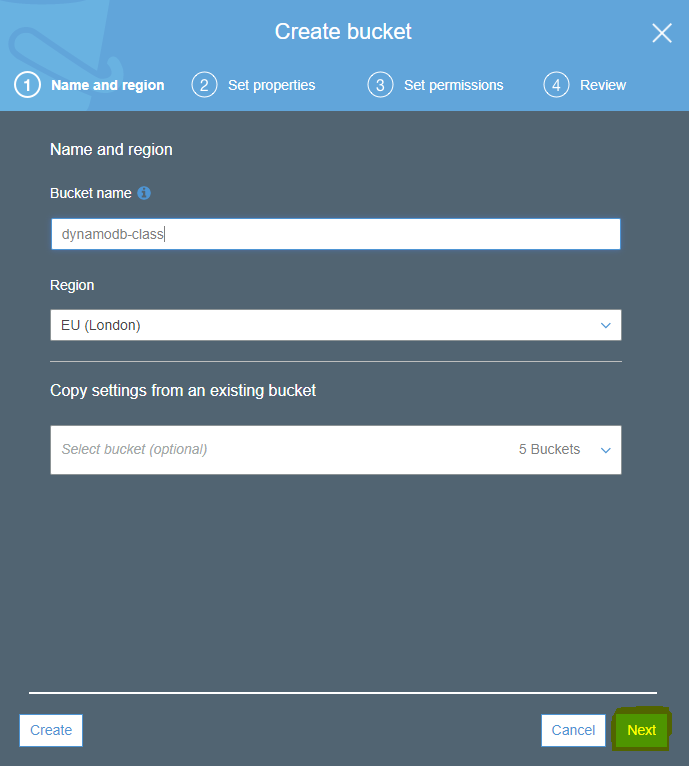 Create bucket
1 Name and region 2 Set properties 3 Set permissions 4 Review
Name and region
Bucket name
dynamodb-class
Region
EU (London)
Copy settings from an existing bucket
Select bucket (optional) 5 Buckets
Create Cancel Next